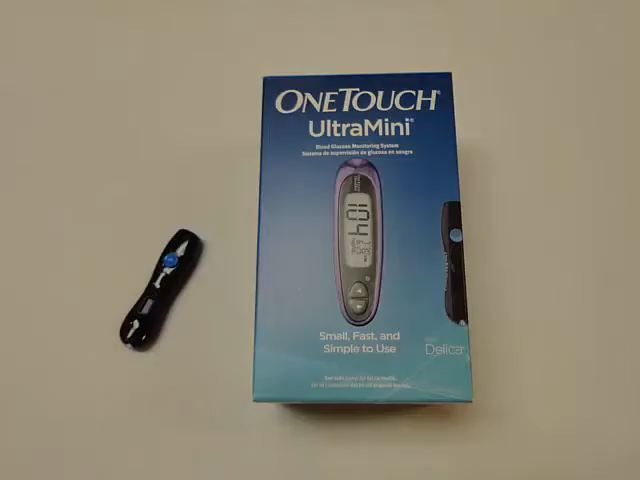 ONETOUCH®
UltraMini®
Blood Glucose Monitoring System
Sistema de supervisión de glucosa en sangre
104
Small, Fast, and
Simple to Use
Delica